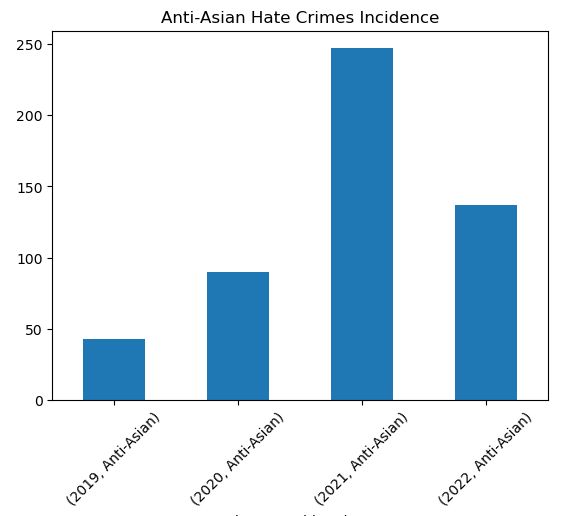 Anti-Asian Hate Crimes Incidence
250
200
150
100
50
0
(2019, Anti-Asian)
(2020, Anti-Asian)
(2021, Anti-Asian)
(2022, Anti-Asian)